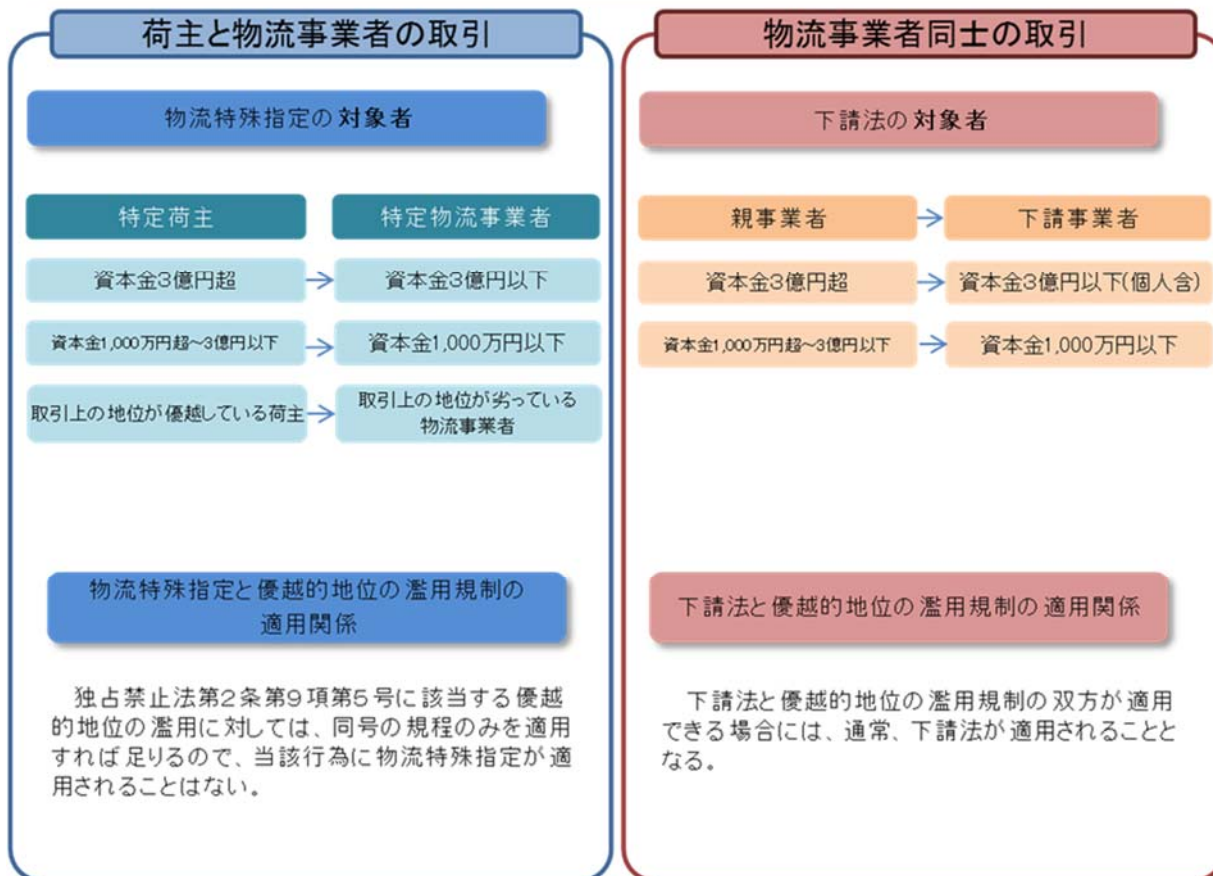 荷主と物流事業者の取引
物流特殊指定の対象者
特定荷主
特定物流事業者
資本金3億円超
資本金3億円以下
資本金1,000万円超~3億円以下
資本金1,000万円以下
取引上の地位が優越している荷主
取引上の地位が劣っている
物流事業者
物流特殊指定と優越的地位の濫用規制の
適用関係
独占禁止法第2条第9項第5号に該当する優越
的地位の濫用に対しては、同号の規程のみを適用
すれば足りるので、当該行為に物流特殊指定が適
用されることはない。
物流事業者同士の取引
下請法の対象者
親事業者
下請事業者
資本金3億円超
資本金3億円以下(個人含)
資本金1,000万円超~3億円以下
資本金1,000万円以下
下請法と優越的地位の濫用規制の適用関係
下請法と優越的地位の濫用規制の双方が適用
できる場合には、通常、下請法が適用されることと
なる。